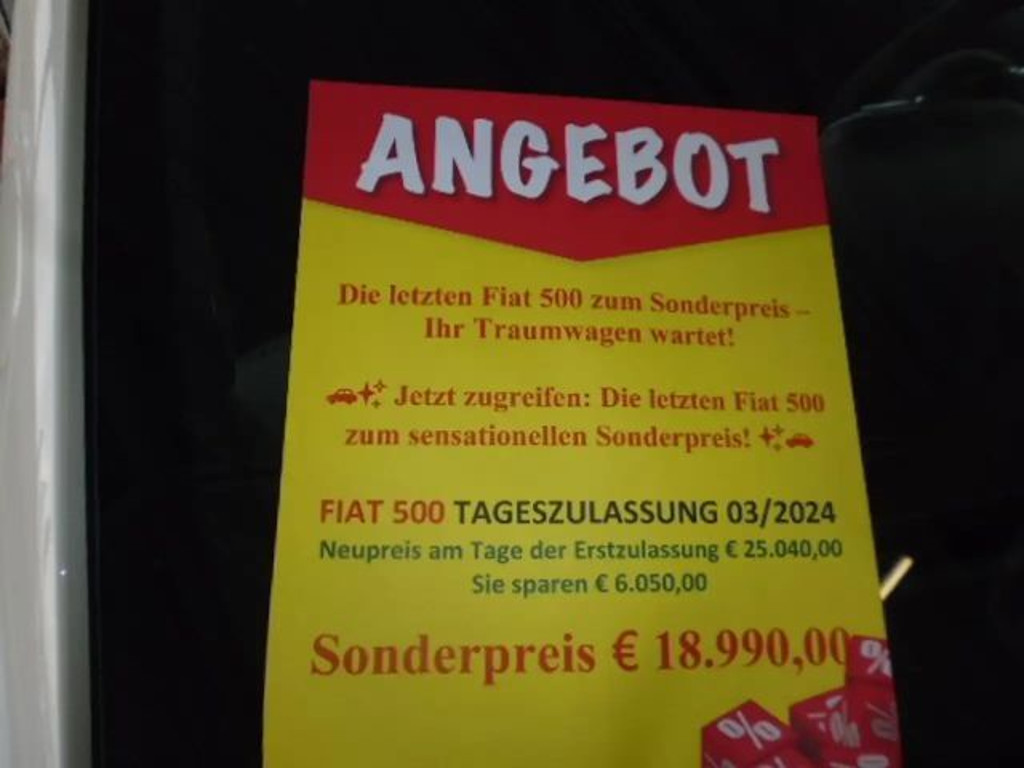 ANGEBOT
Die letzten Fiat 500 zum Sonderpreis –
Ihr Traumwagen wartet!
🚗✨ Jetzt zugreifen: Die letzten Fiat 500
zum sensationellen Sonderpreis! ✨🚗
FIAT 500 TAGESZULASSUNG 03/2024
Neupreis am Tage der Erstzulassung € 25.040,00
Sie sparen € 6.050,00
Sonderpreis € 18.990,00
%
%
%
%